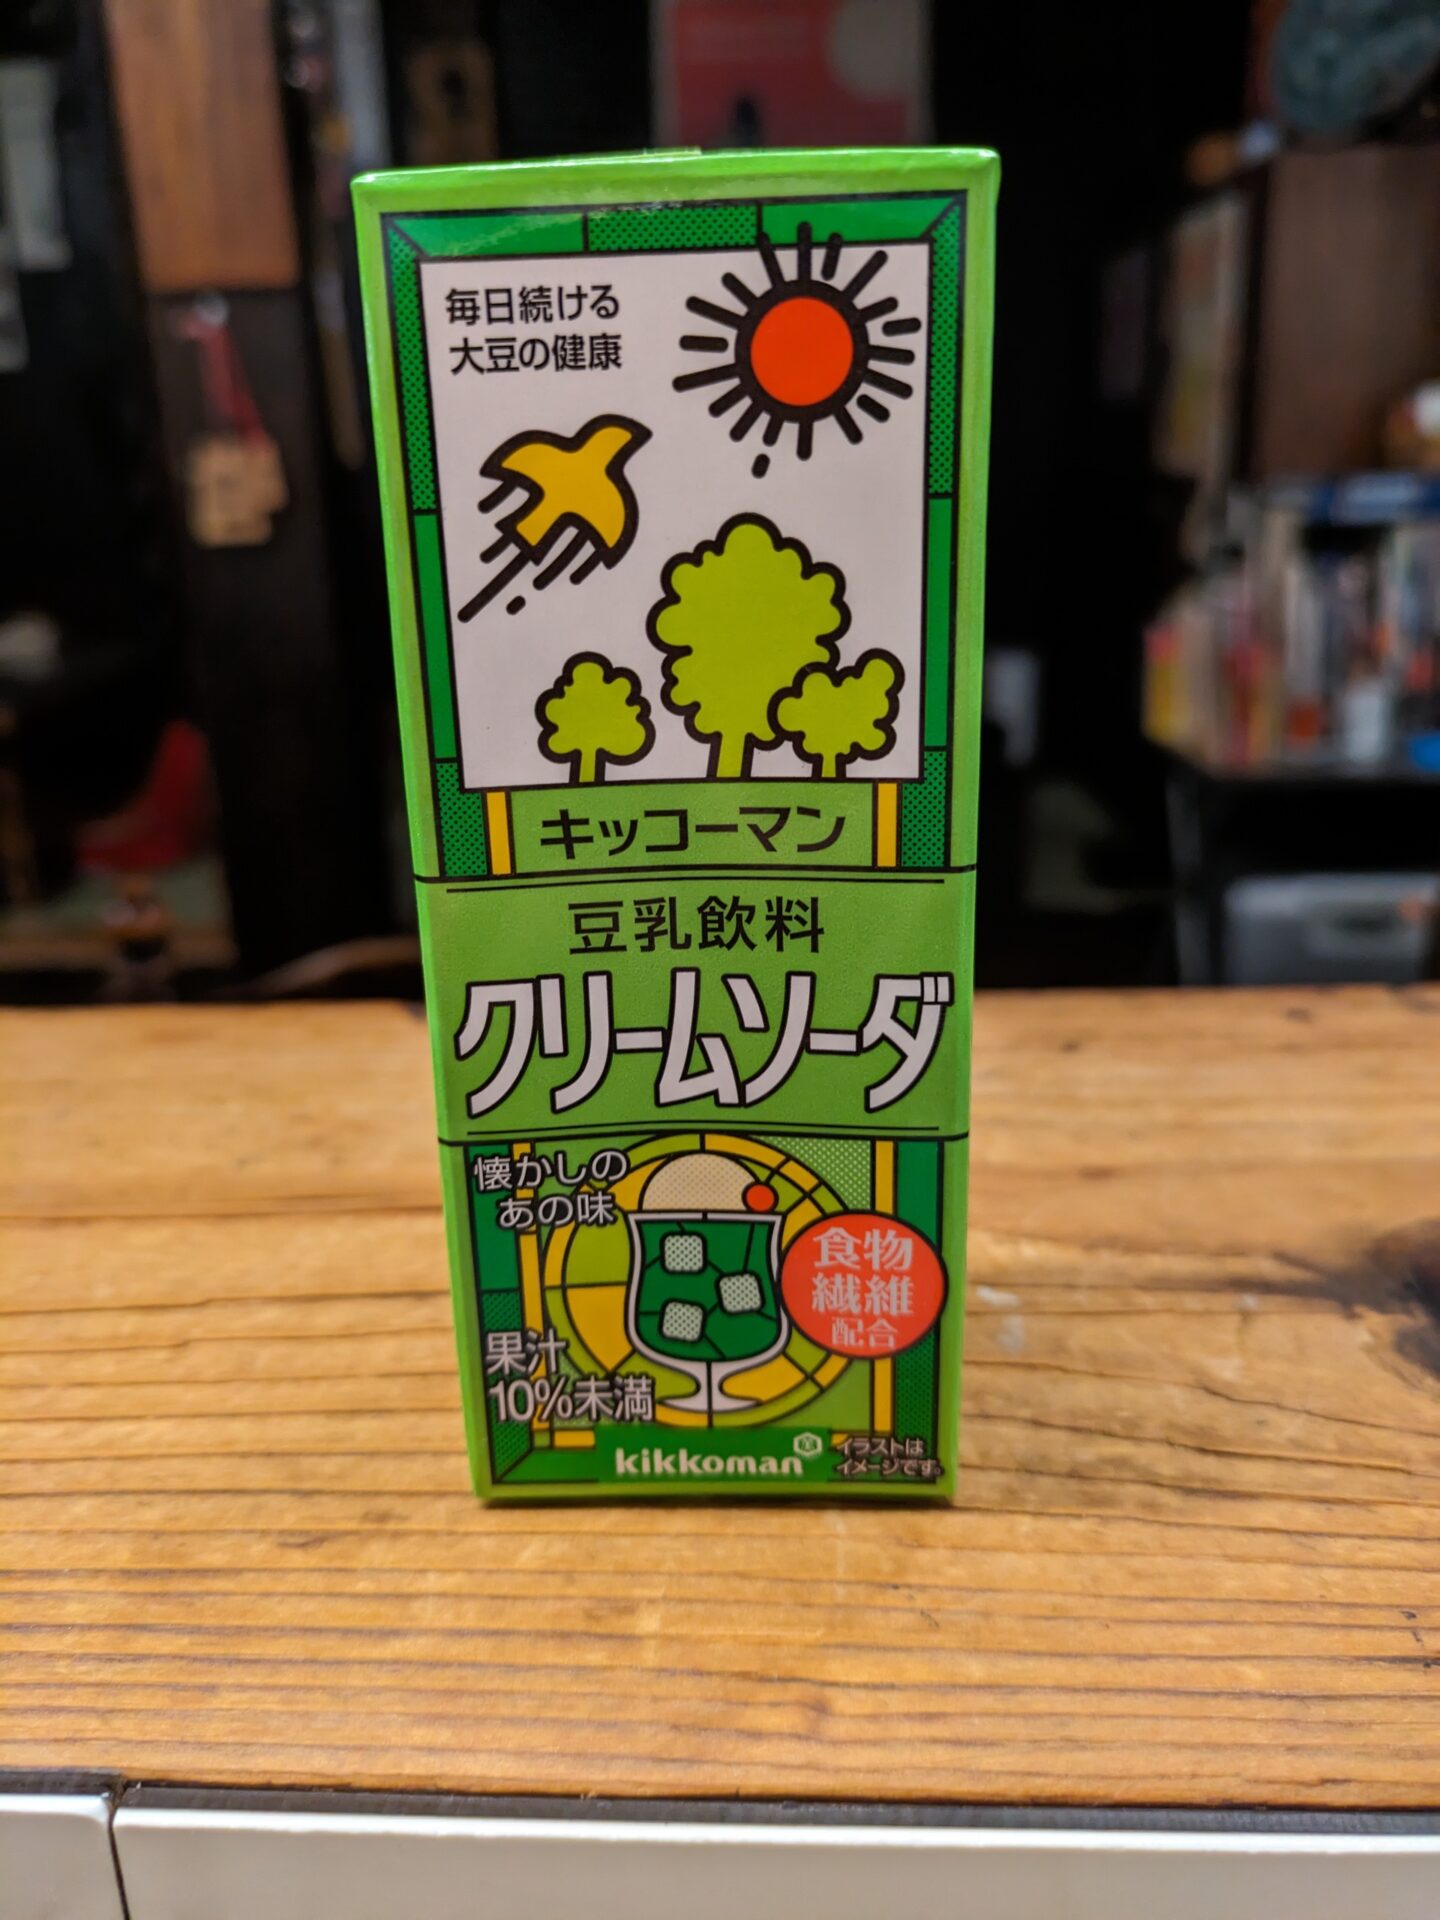 毎日続ける
大豆の健康
キッコーマン
豆乳飲料
クリームソーダ
懐かしの
あの味
食物
繊維
配合
果汁
10%未満
kikkoman
イラストは
イメージです。